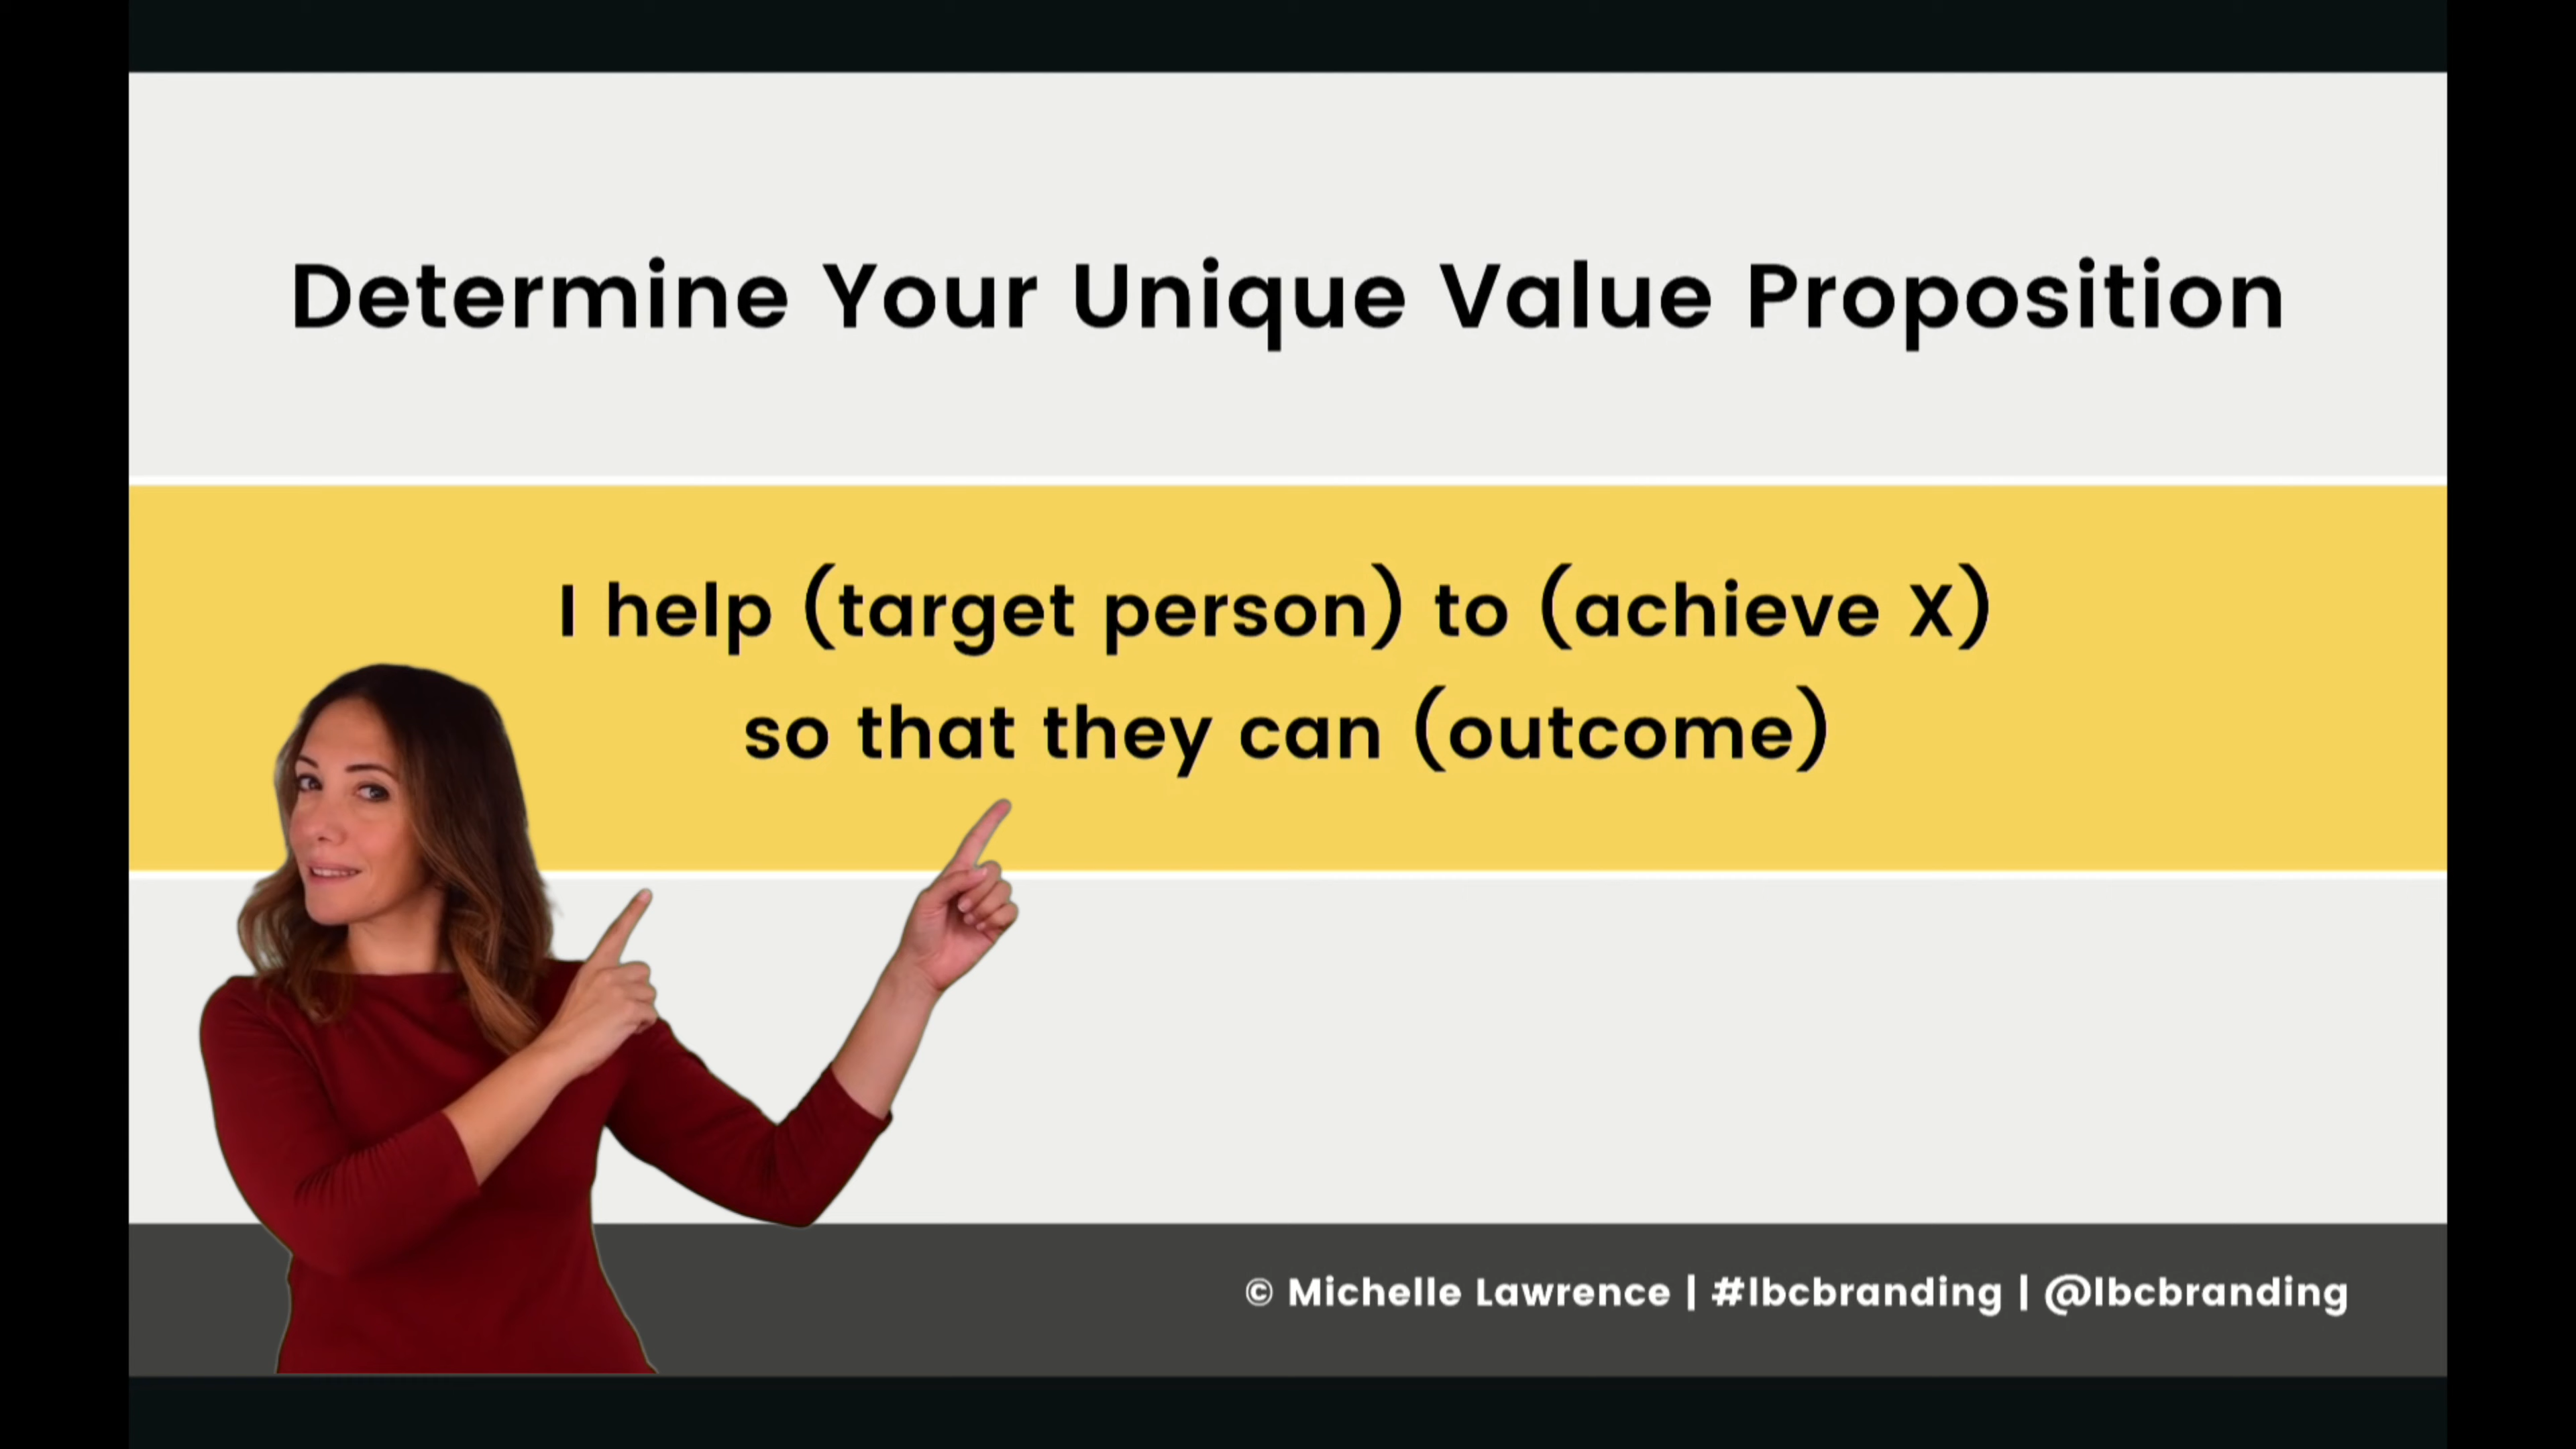 Determine Your Unique Value Proposition
I help (target person) to (achieve X)
so that they can (outcome)
© Michelle Lawrence | #lbcbranding | @lbcbranding